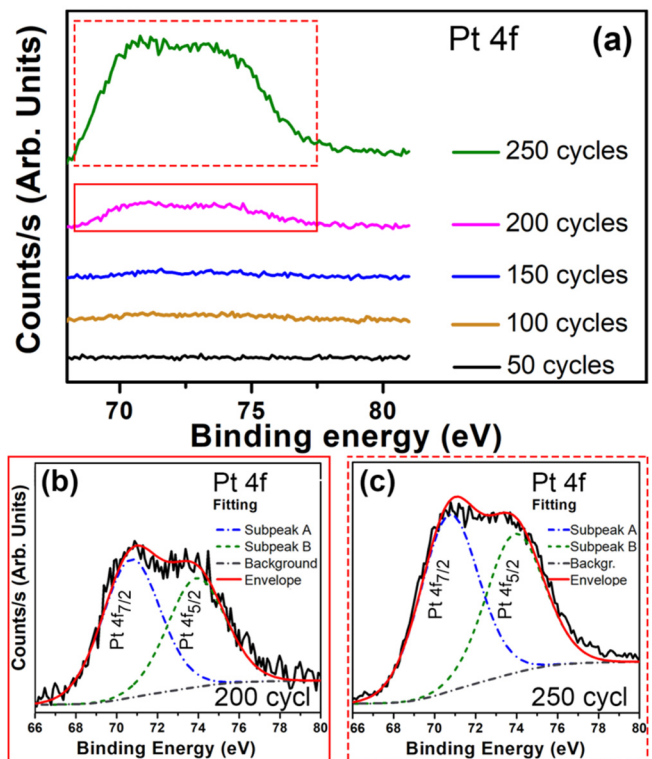 Pt 4f (a)
Counts/s (Arb. Units)
250 cycles
200 cycles
150 cycles
100 cycles
50 cycles
70 75 80
Binding energy (eV)
(b) Pt 4f
Fitting
Subpeak A
Subpeak B
Background
Envelope
Pt 4f7/2
Pt 4f5/2
Counts/s (Arb. Units)
200 cycl
66 68 70 72 74 76 78 80
Binding Energy (eV)
(c) Pt 4f
Fitting
Subpeak A
Subpeak B
Backgr.
Envelope
Pt 4f7/2
Pt 4f5/2
250 cycl
66 68 70 72 74 76 78 80
Binding Energy (eV)